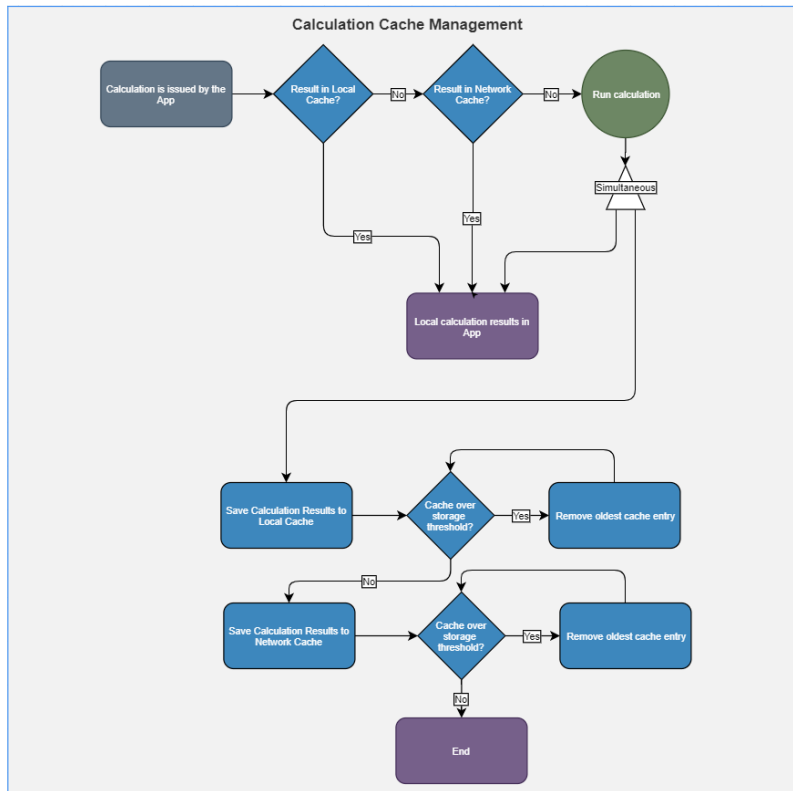 Calculation Cache Management
Calculation is issued by the
App
Result in Local
Cache?
No
Result in Network
Cache?
No
Run calculation
Simultaneous
Yes
Yes
Local calculation results in
App
Save Calculation Results to
Local Cache
Cache over
storage
threshold?
Yes
Remove oldest cache entry
No
Save Calculation Results to
Network Cache
Cache over
storage
threshold?
Yes
Remove oldest cache entry
No
End